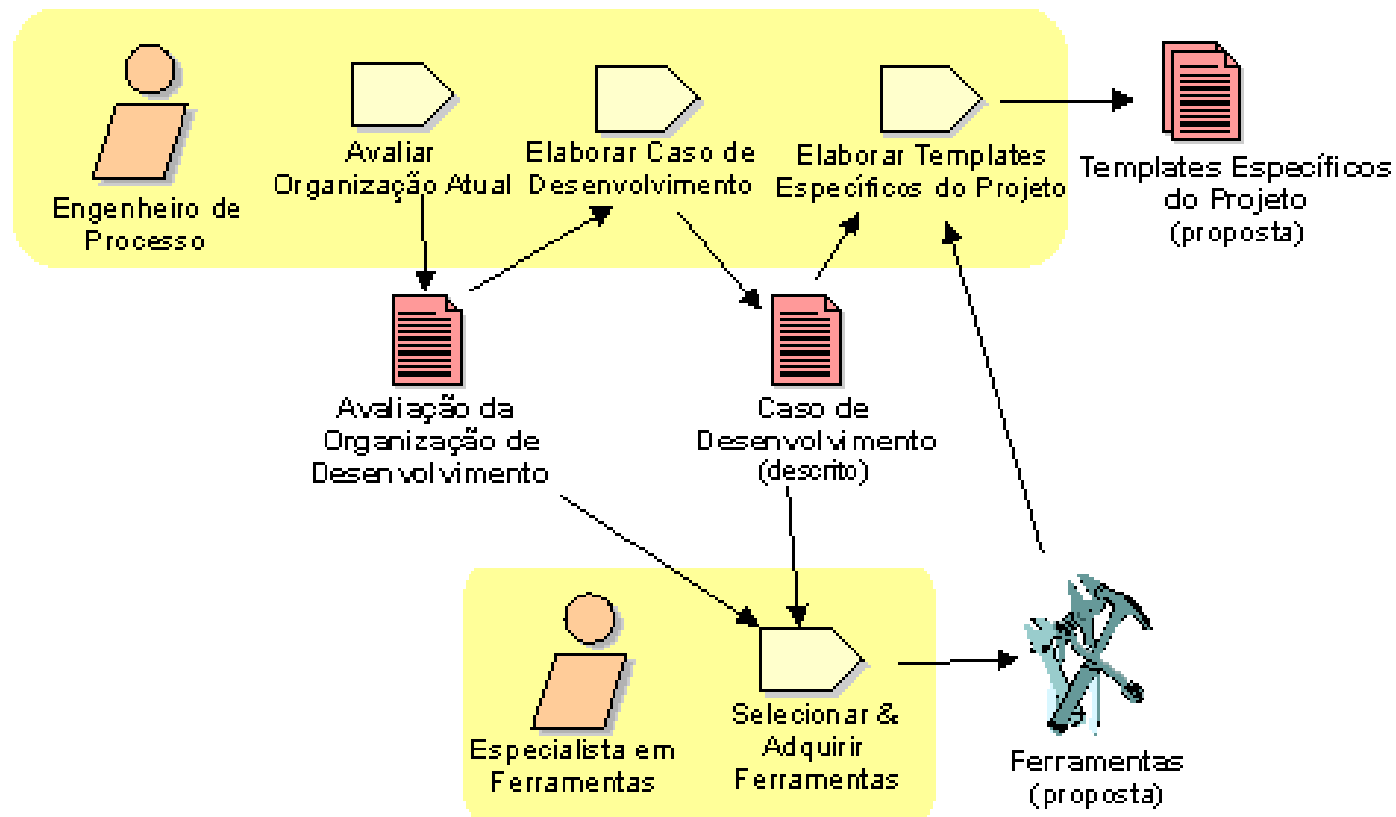 Engenheiro de
Processo
Avaliar
Organização Atual
Elaborar Caso de
Desenvolvimento
Elaborar Templates
Específicos do Projeto
Templates Específicos
do Projeto
(proposta)
Avaliação da
Organização de
Desenvolvimento
Caso de
Desenvolvimento
(descrito)
Especialista em
Ferramentas
Selecionar &
Adquirir
Ferramentas
Ferramentas
(proposta)